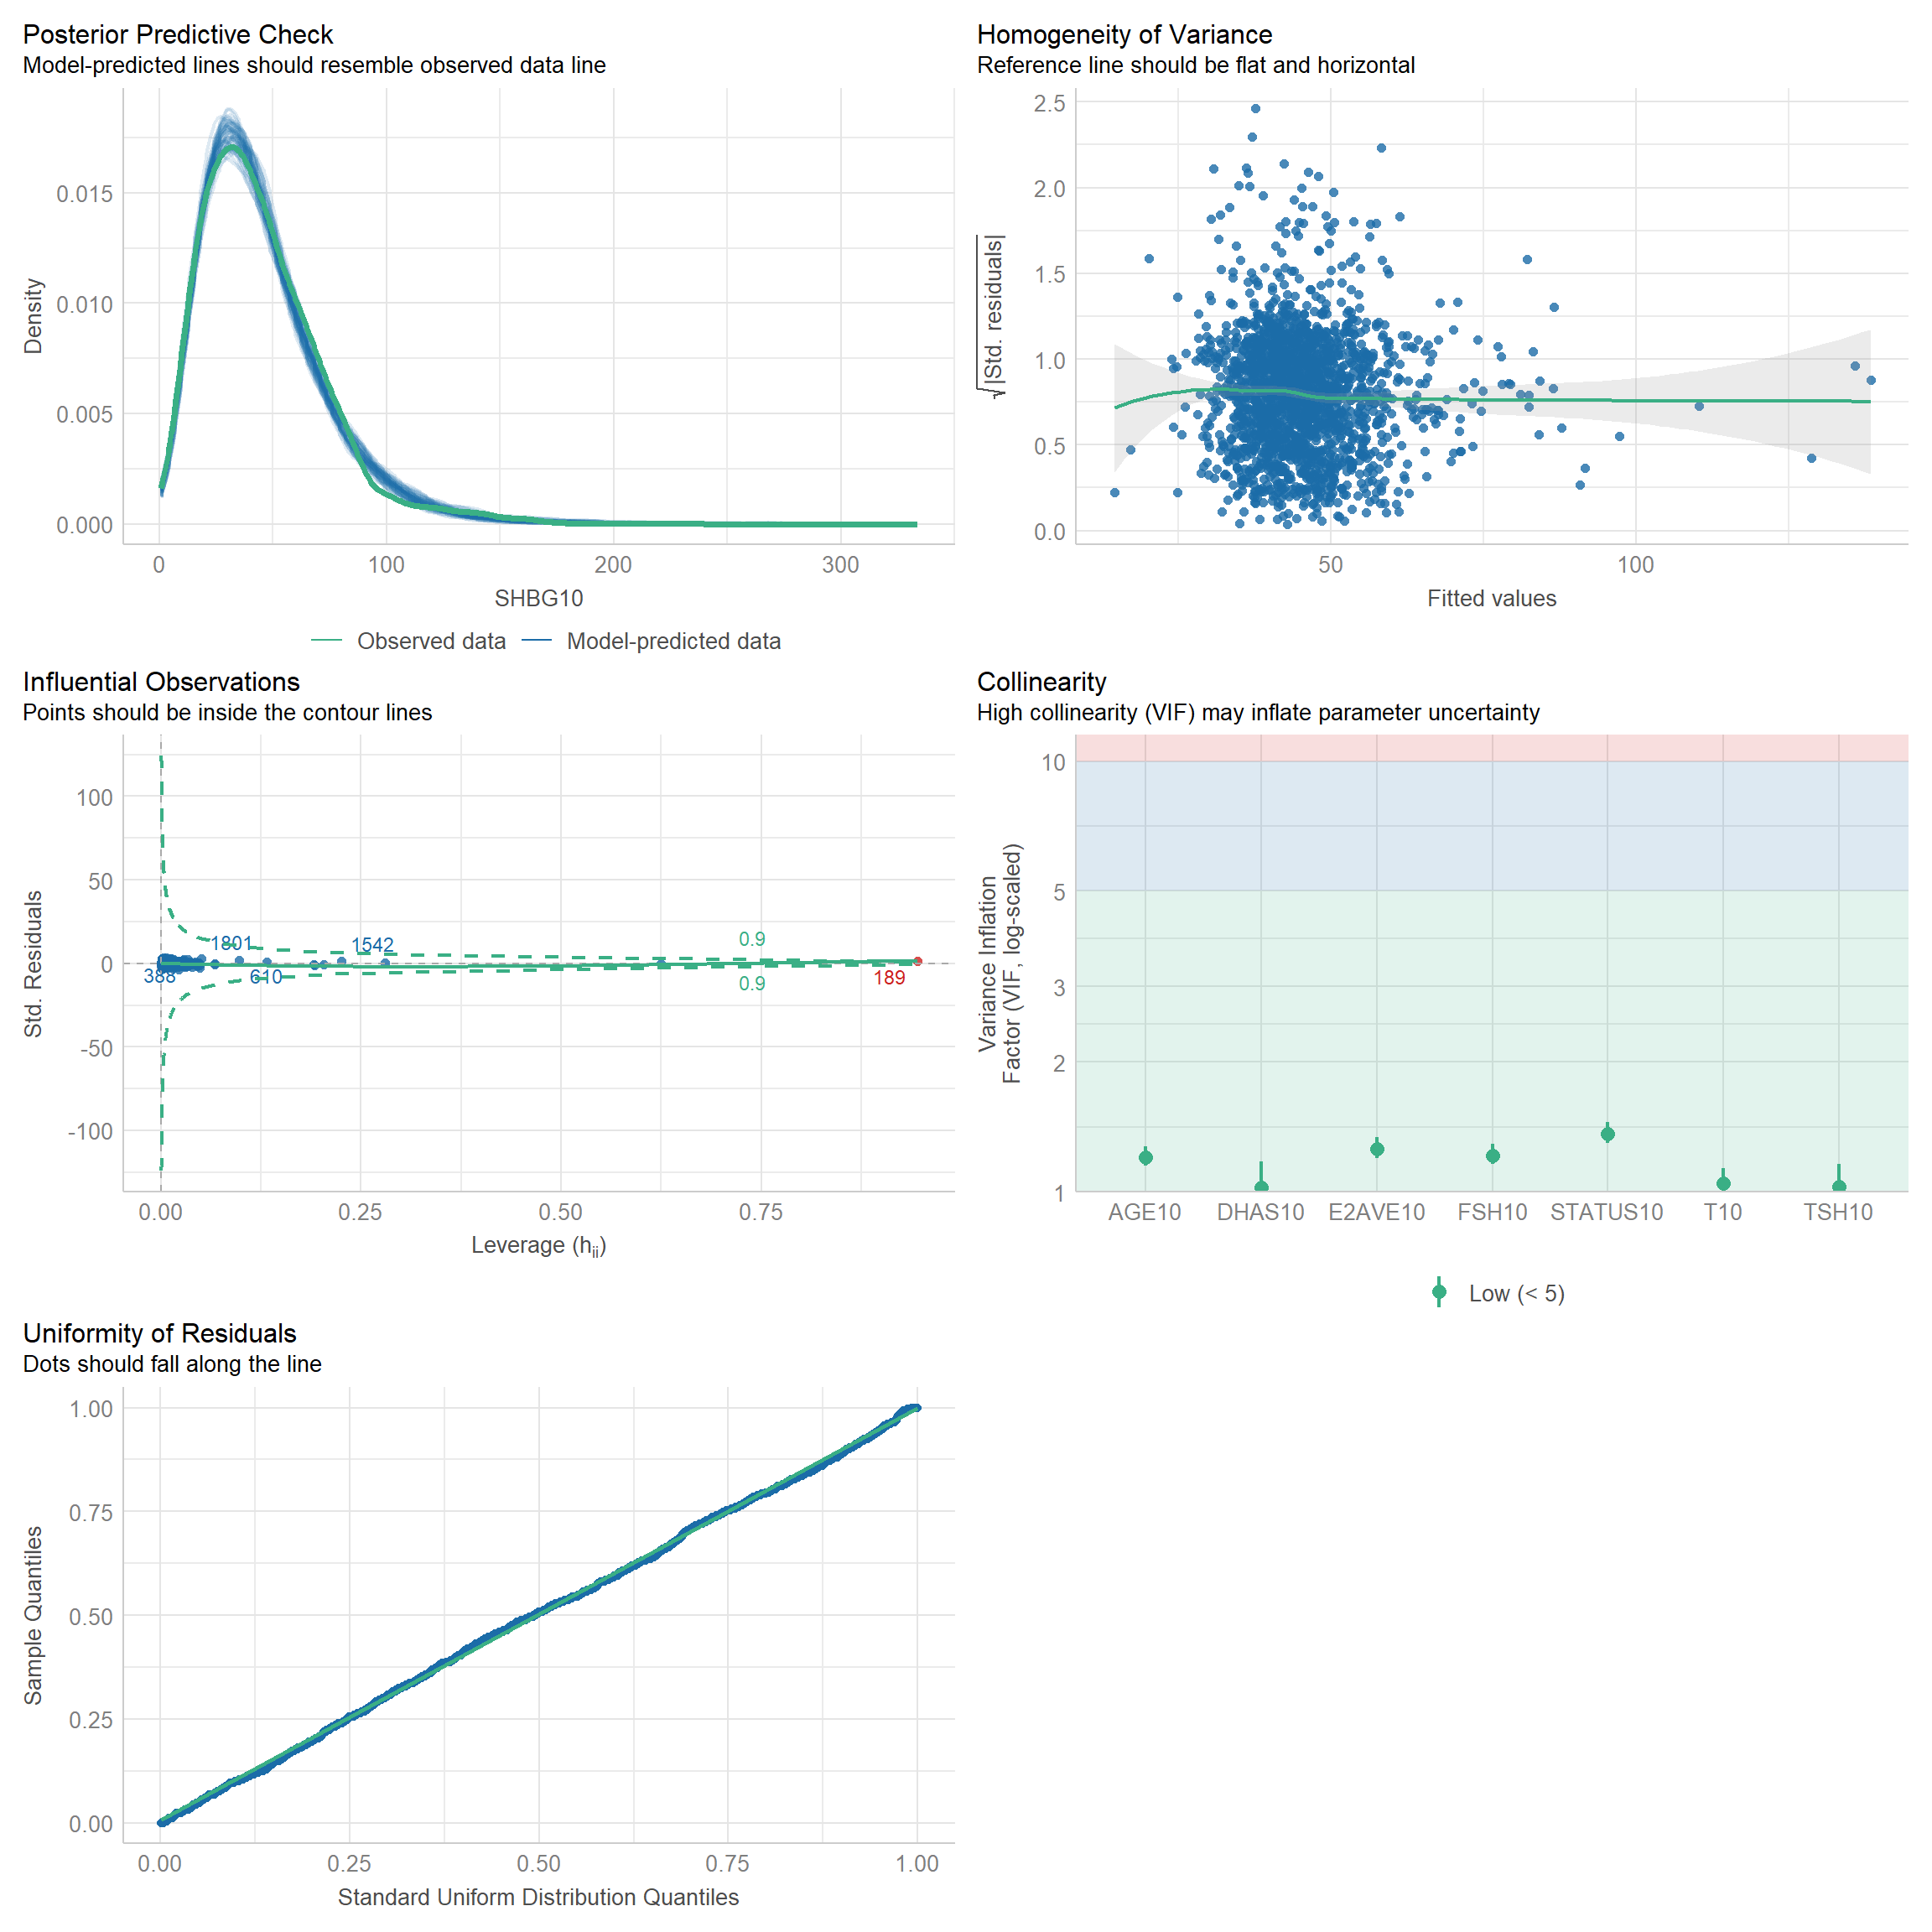 Posterior Predictive Check
Model-predicted lines should resemble observed data line
Density
0.015
0.010
0.005
0.000
0 100 200 300
SHBG10
Observed data Model-predicted data
Homogeneity of Variance
Reference line should be flat and horizontal
√|Std. residuals|
2.5
2.0
1.5
1.0
0.5
0.0
50 100
Fitted values
Influential Observations
Points should be inside the contour lines
Std. Residuals
100
50
0
-50
-100
1801 1542 0.9
388 610 0.9 189
0.00 0.25 0.50 0.75
Leverage (hii)
Collinearity
High collinearity (VIF) may inflate parameter uncertainty
Variance Inflation
Factor (VIF, log-scaled)
10
5
3
2
1
AGE10 DHAS10 E2AVE10 FSH10 STATUS10 T10 TSH10
Low (< 5)
Uniformity of Residuals
Dots should fall along the line
Sample Quantiles
1.00
0.75
0.50
0.25
0.00
0.00 0.25 0.50 0.75 1.00
Standard Uniform Distribution Quantiles